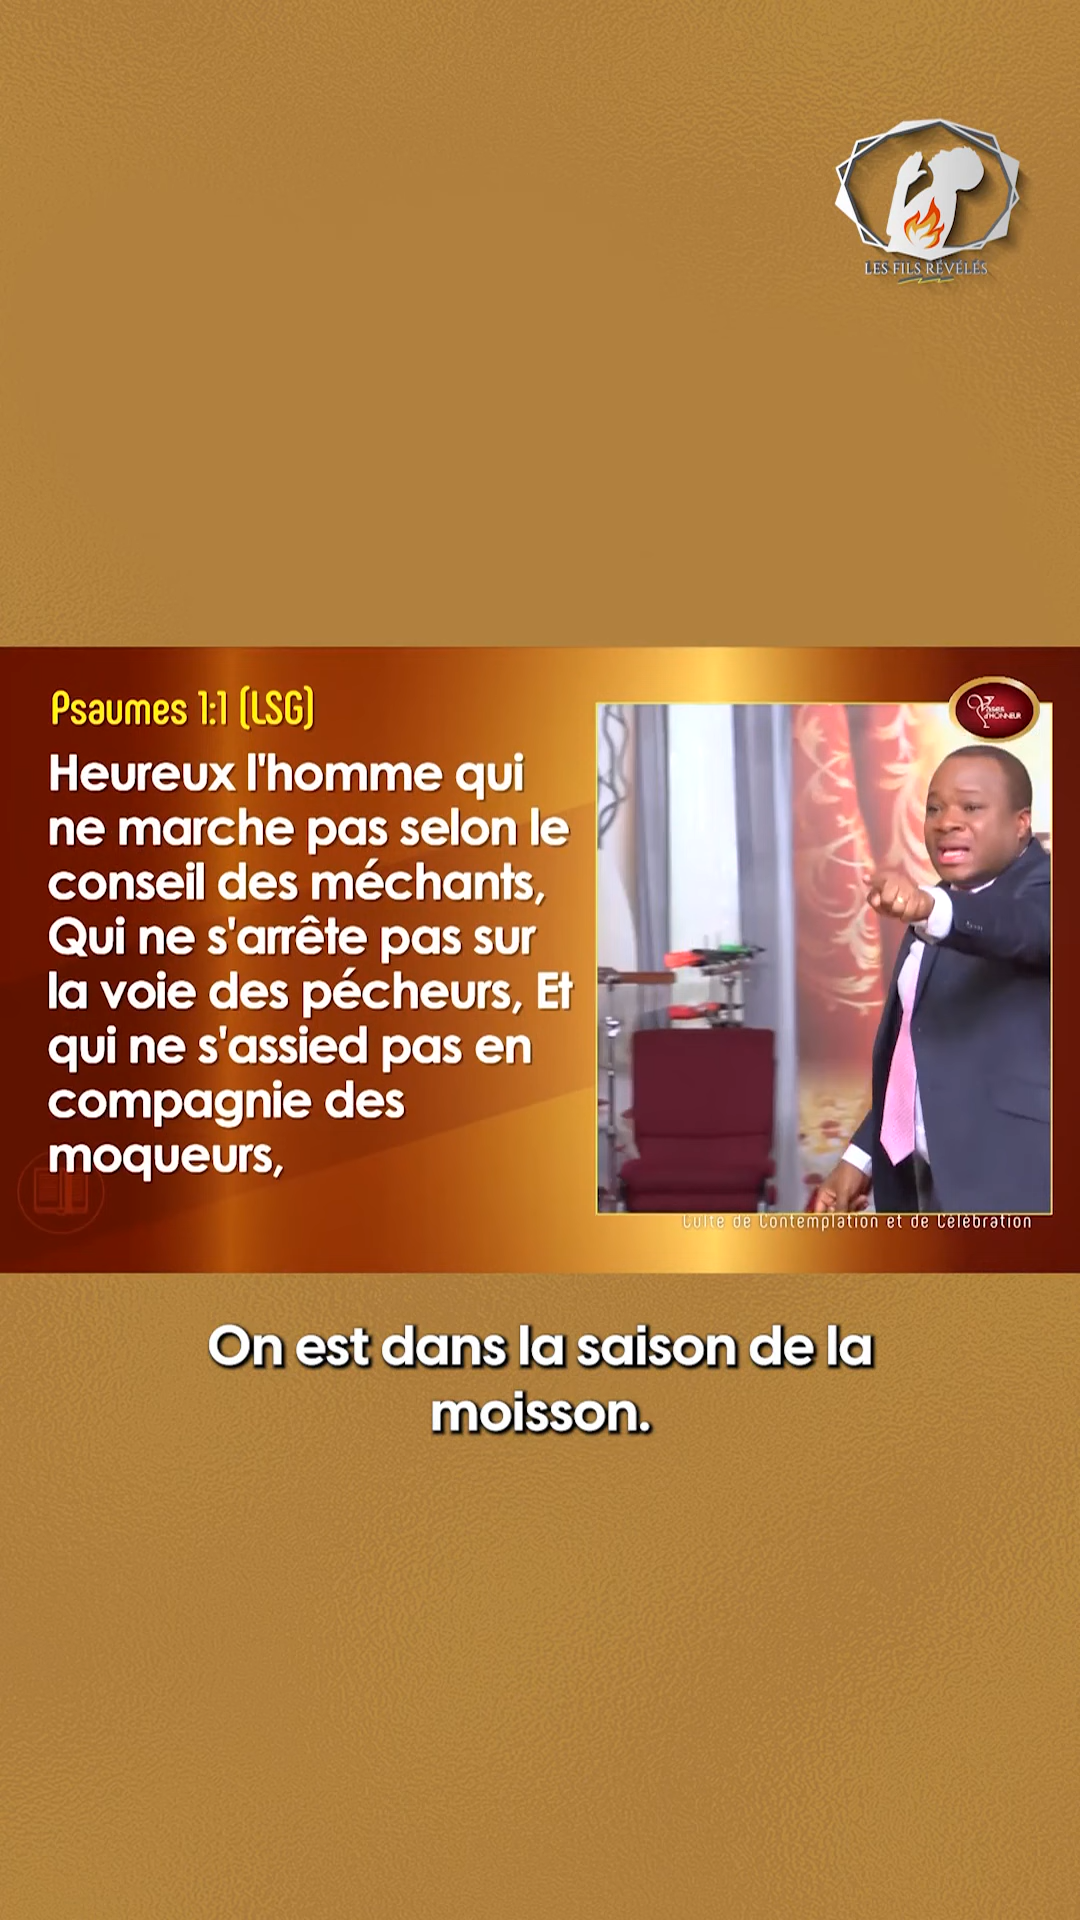 LES FILS RÉVÉLÉS
Psaumes 1:1 (LSG)
Heureux l'homme qui
ne marche pas selon le
conseil des méchants,
Qui ne s'arrête pas sur
la voie des pécheurs, Et
qui ne s'assied pas en
compagnie des
moqueurs,
Vases
d'HONNEUR
Culte de Contemplation et de Célébration
On est dans la saison de la
moisson.